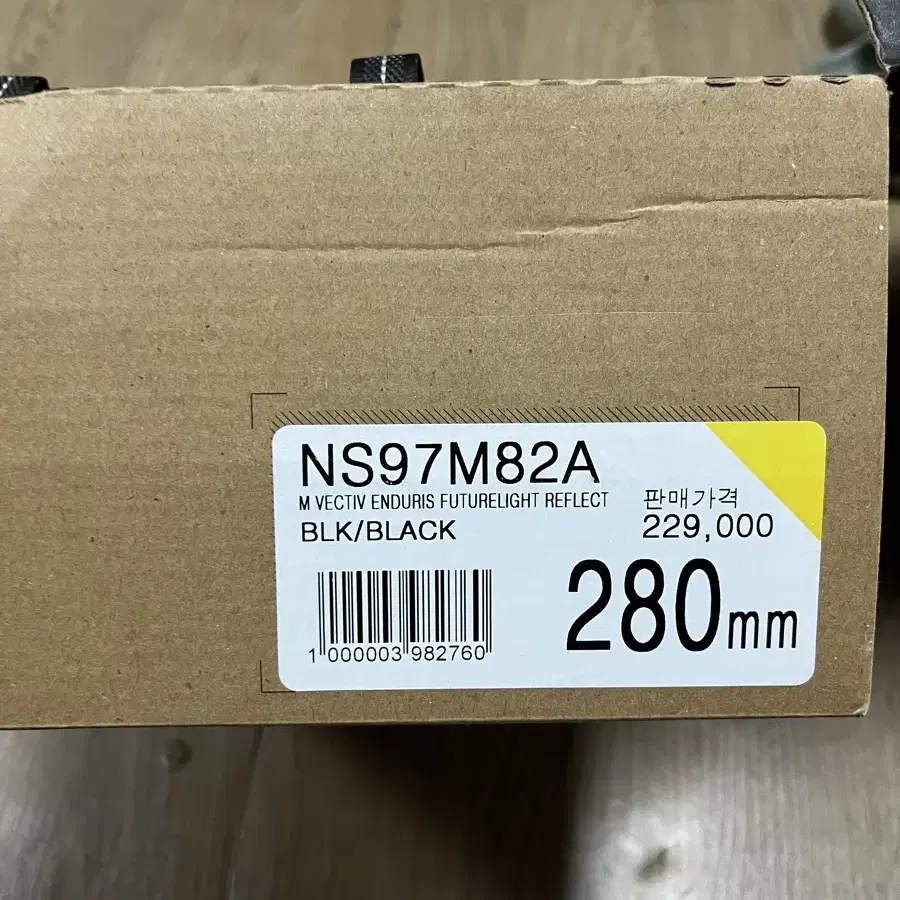 NS97M82A
M VECTIV ENDURIS FUTURELIGHT REFLECT
BLK/BLACK
판매가격
229,000
280mm
1 000003 982760